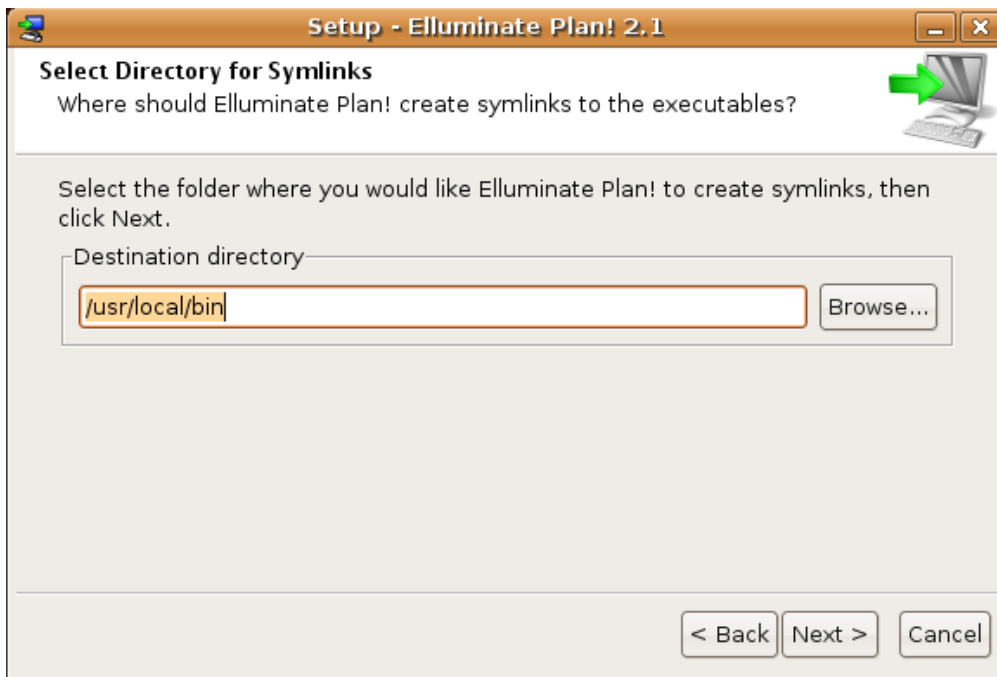 Setup - Elluminate Plan! 2.1
Select Directory for Symlinks
Where should Elluminate Plan! create symlinks to the executables?
Select the folder where you would like Elluminate Plan! to create symlinks, then
click Next.
Destination directory
/usr/local/bin
Browse...
< Back
Next >
Cancel